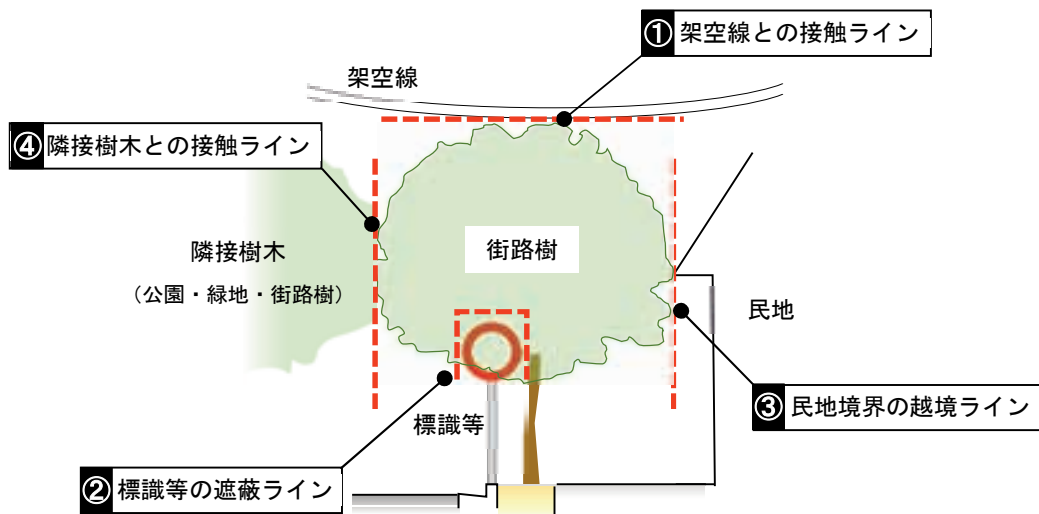 ① 架空線との接触ライン
架空線
④ 隣接樹木との接触ライン
街路樹
隣接樹木
（公園・緑地・街路樹）
民地
③ 民地境界の越境ライン
標識等
② 標識等の遮蔽ライン